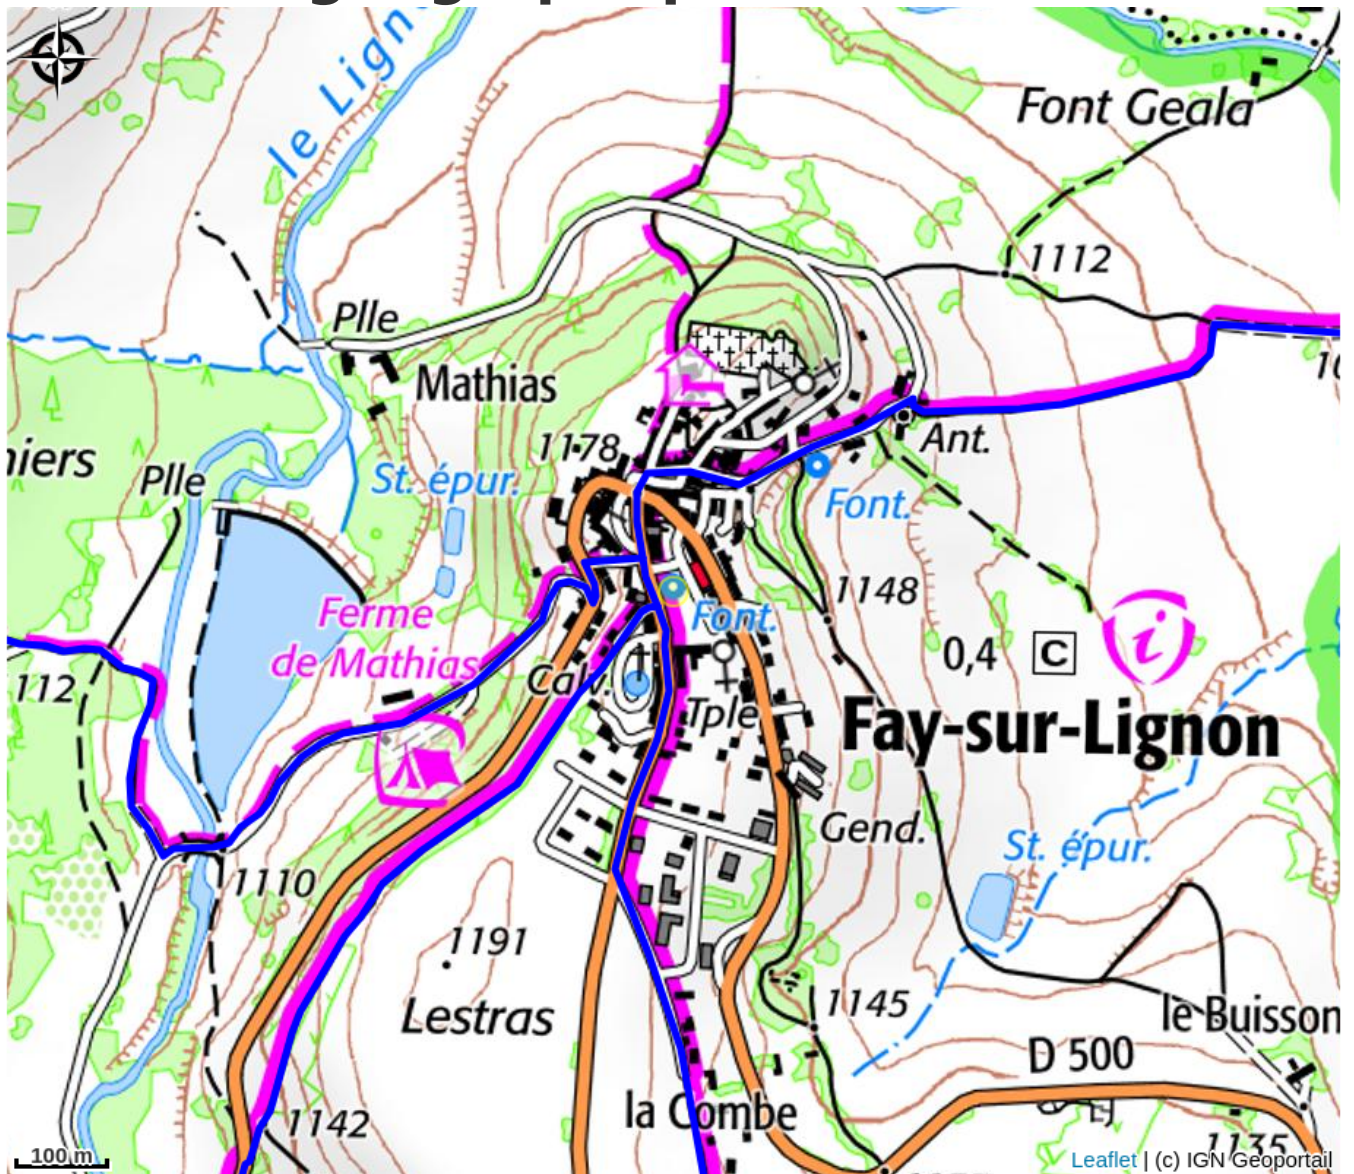 le Lign
Font Geala
1112
Plle
Mathias
1178
Ant.
niers
Plle
St. épur.
Font.
1148
Ferme
de Mathias
Font.
0,4 C
i
112
Calv.
Tple
Fay-sur-Lignon
Gend.
St. épur.
1110
1191
Lestras
1145
le Buisson
D 500
la Combe
1142
1135
100 m
Leaflet | (c) IGN Geoportail